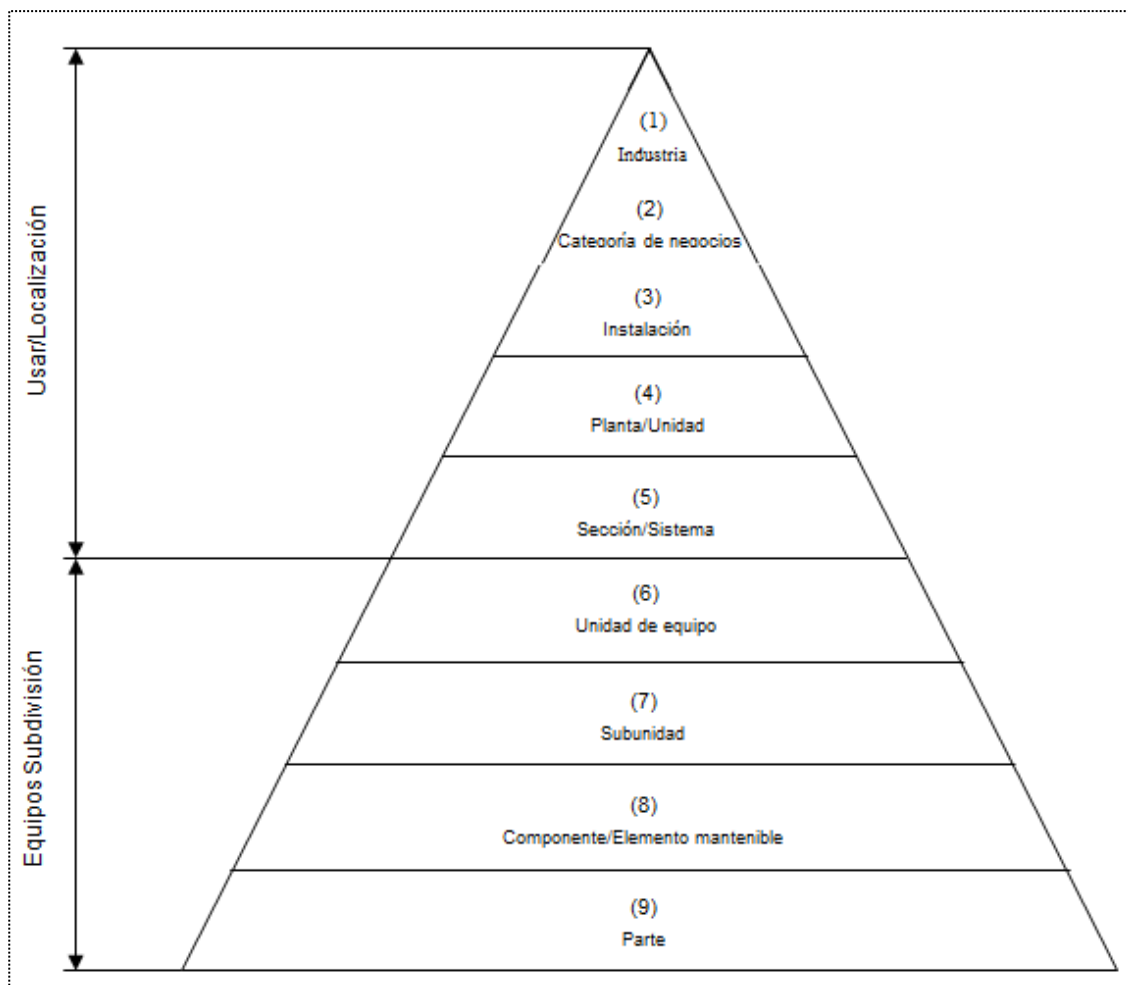 Usar/Localización
(1)
Industria
(2)
Categoría de negocios
(3)
Instalación
(4)
Planta/Unidad
(5)
Sección/Sistema
Equipos Subdivisión
(6)
Unidad de equipo
(7)
Subunidad
(8)
Componente/Elemento mantenible
(9)
Parte